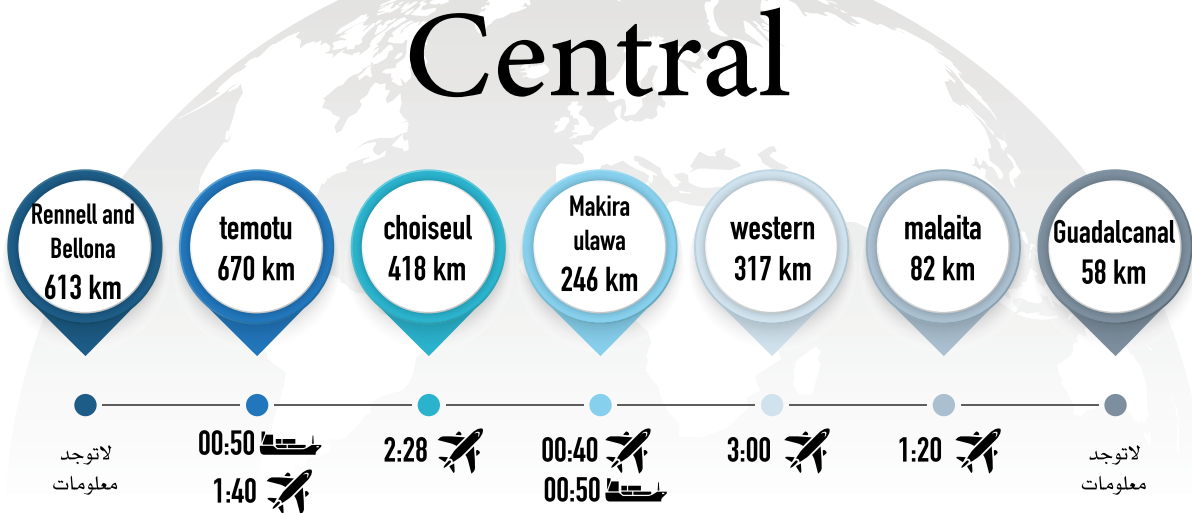 Central
Rennell and
Bellona
613 km
temotu
670 km
choiseul
418 km
Makira
ulawa
246 km
western
317 km
malaita
82 km
Guadalcanal
58 km
لاتوجد
معلومات
00:50
1:40
2:28
00:40
00:50
3:00
1:20
لاتوجد
معلومات